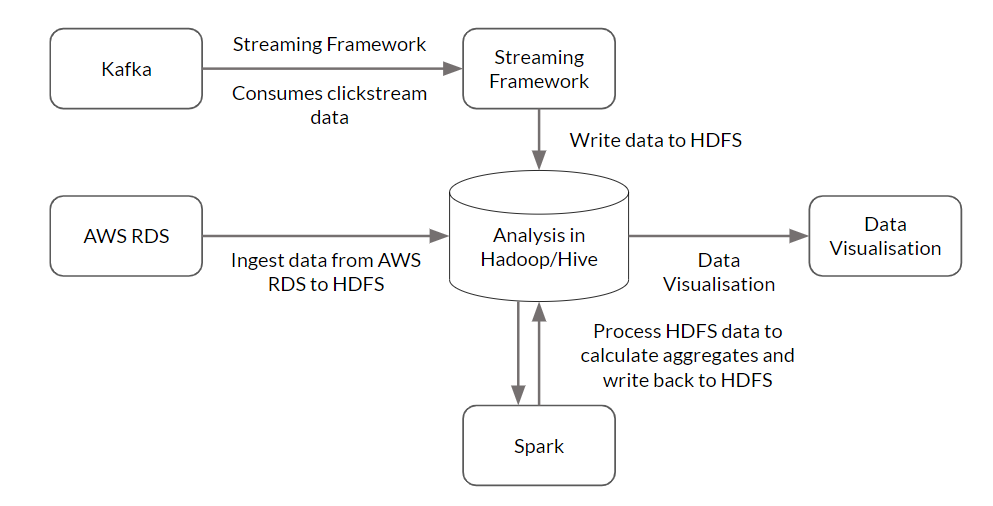 Kafka
Streaming Framework
Consumes clickstream
data
Streaming
Framework
Write data to HDFS
AWS RDS
Ingest data from AWS
RDS to HDFS
Analysis in
Hadoop/Hive
Data
Visualisation
Data
Visualisation
Process HDFS data to
calculate aggregates and
write back to HDFS
Spark